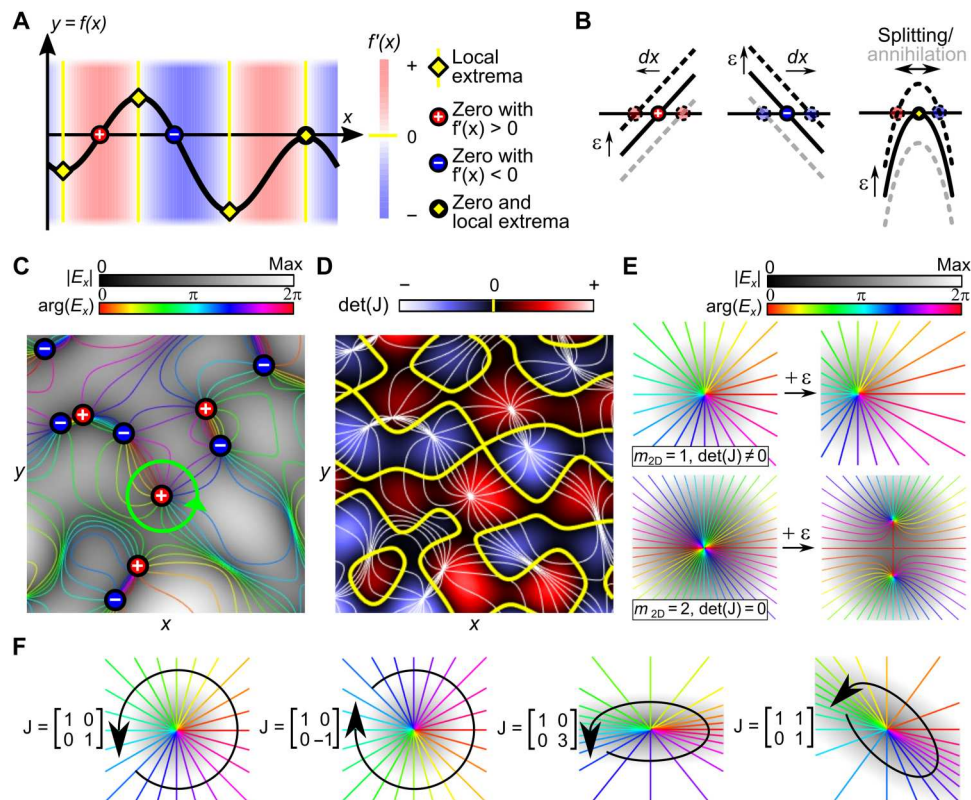 A
y = f(x)
f'(x)
+
0
−
x
Local
extrema
Zero with
f'(x) > 0
Zero with
f'(x) < 0
Zero and
local extrema
+
−
B
dx
ε
ε
dx
Splitting/
annihilation
ε
+
−
C
0 Max
|Eₓ|
0 π 2π
arg(Eₓ)
y
x
−
−
+
−
−
+
−
+
+
−
D
− 0 +
det(J)
y
x
E
0 Max
|Eₓ|
0 π 2π
arg(Eₓ)
+ ε
m2D = 1, det(J) ≠ 0
+ ε
m2D = 2, det(J) = 0
F
J = [1 0
0 1]
J = [1 0
0 −1]
J = [1 0
0 3]
J = [1 1
0 1]